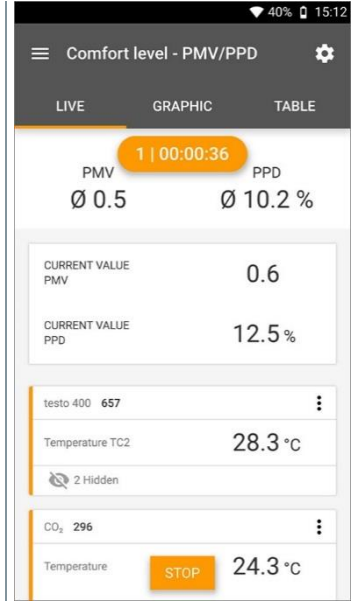 40% 15:12
Comfort level - PMV/PPD
LIVE GRAPHIC TABLE
1 | 00:00:36
PMV PPD
Ø 0.5 Ø 10.2 %
CURRENT VALUE
PMV 0.6
CURRENT VALUE
PPD 12.5 %
testo 400 657
Temperature TC2 28.3 °C
2 Hidden
CO₂ 296
Temperature STOP 24.3 °C